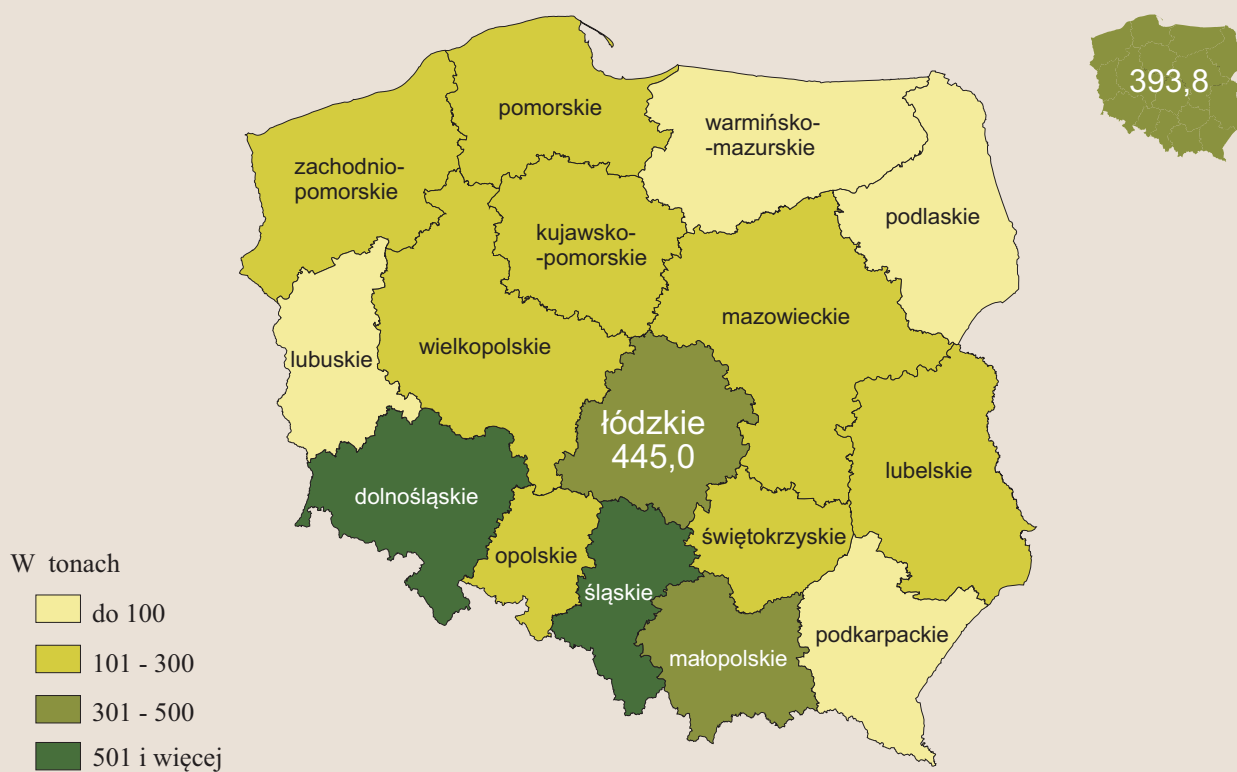 393,8
pomorskie
warmińsko-
-mazurskie
zachodnio-
pomorskie
podlaskie
kujawsko-
-pomorskie
mazowieckie
wielkopolskie
lubuskie
łódzkie
445,0
lubelskie
dolnośląskie
świętokrzyskie
opolskie
śląskie
podkarpackie
małopolskie
W tonach
do 100
101 - 300
301 - 500
501 i więcej